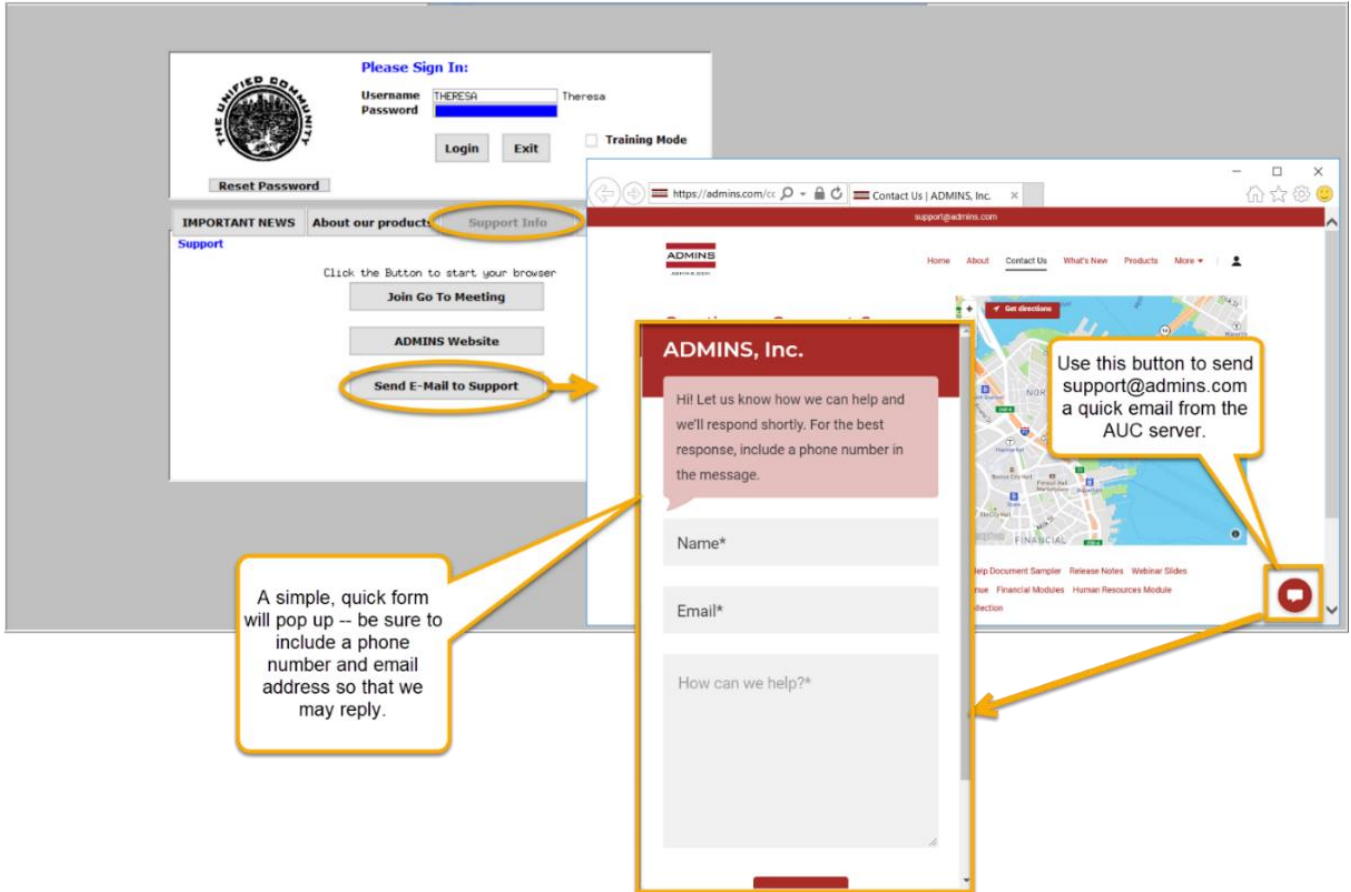 THE UNIFIED COMMUNITY
Please Sign In:
Username THERESA Theresa
Password
Login Exit Training Mode
Reset Password
IMPORTANT NEWS About our products Support Info
Support
Click the Button to start your browser
Join Go To Meeting
ADMINS Website
Send E-Mail to Support
https://admins.com/cc
Contact Us | ADMINS, Inc.
support@admins.com
ADMINS
Home About Contact Us What's New Products More
Get directions
Use this button to send
support@admins.com
a quick email from the
AUC server.
ADMINS, Inc.
Hi! Let us know how we can help and
we'll respond shortly. For the best
response, include a phone number in
the message.
Name*
Email*
How can we help?*
A simple, quick form
will pop up -- be sure to
include a phone
number and email
address so that we
may reply.
FINANCIAL
Help Document Sampler Release Notes Webinar Slides
Financial Modules Human Resources Module